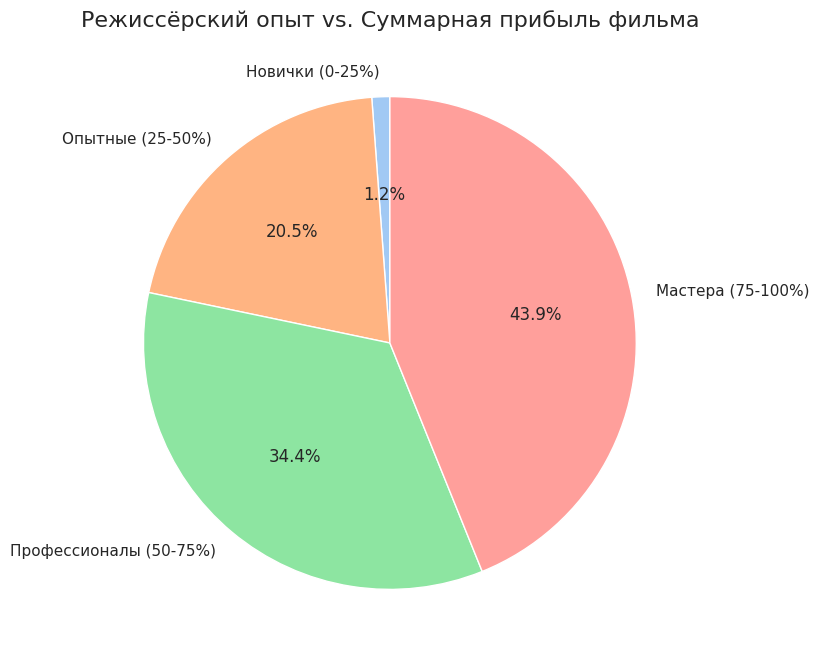 Режиссёрский опыт vs. Суммарная прибыль фильма
Новички (0-25%)
Опытные (25-50%)
1.2%
20.5%
Мастера (75-100%)
43.9%
34.4%
Профессионалы (50-75%)